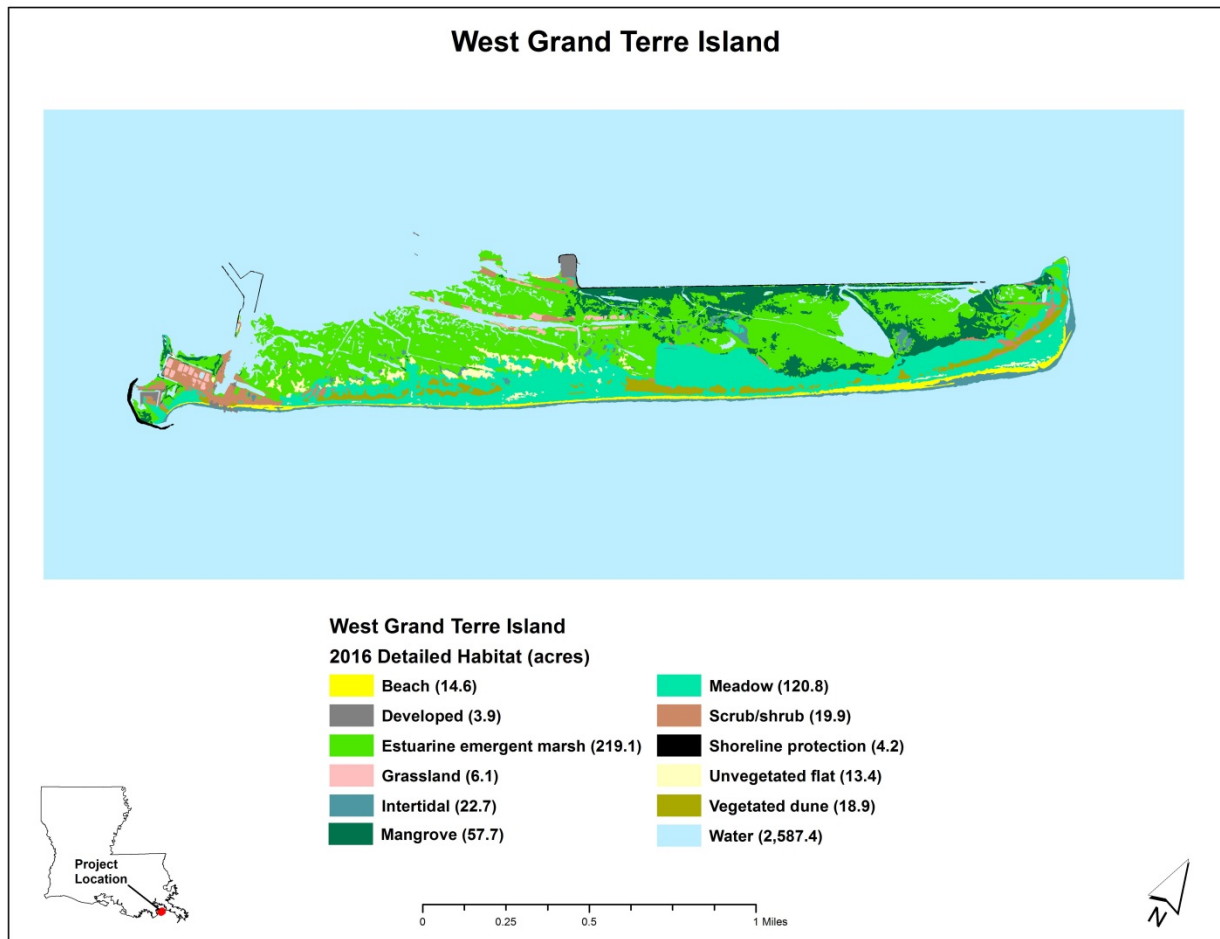 West Grand Terre Island
West Grand Terre Island
2016 Detailed Habitat (acres)
Beach (14.6)
Developed (3.9)
Estuarine emergent marsh (219.1)
Grassland (6.1)
Intertidal (22.7)
Mangrove (57.7)
Meadow (120.8)
Scrub/shrub (19.9)
Shoreline protection (4.2)
Unvegetated flat (13.4)
Vegetated dune (18.9)
Water (2,587.4)
Project
Location
0 0.25 0.5 1 Miles
N